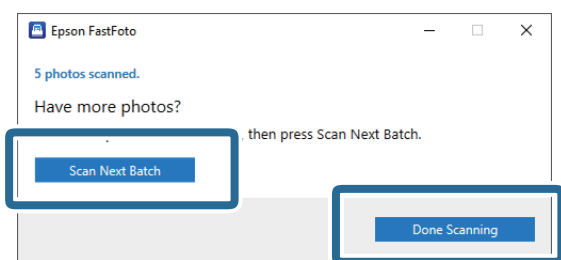 Epson FastFoto
5 photos scanned.
Have more photos?
, then press Scan Next Batch.
Scan Next Batch
Done Scanning